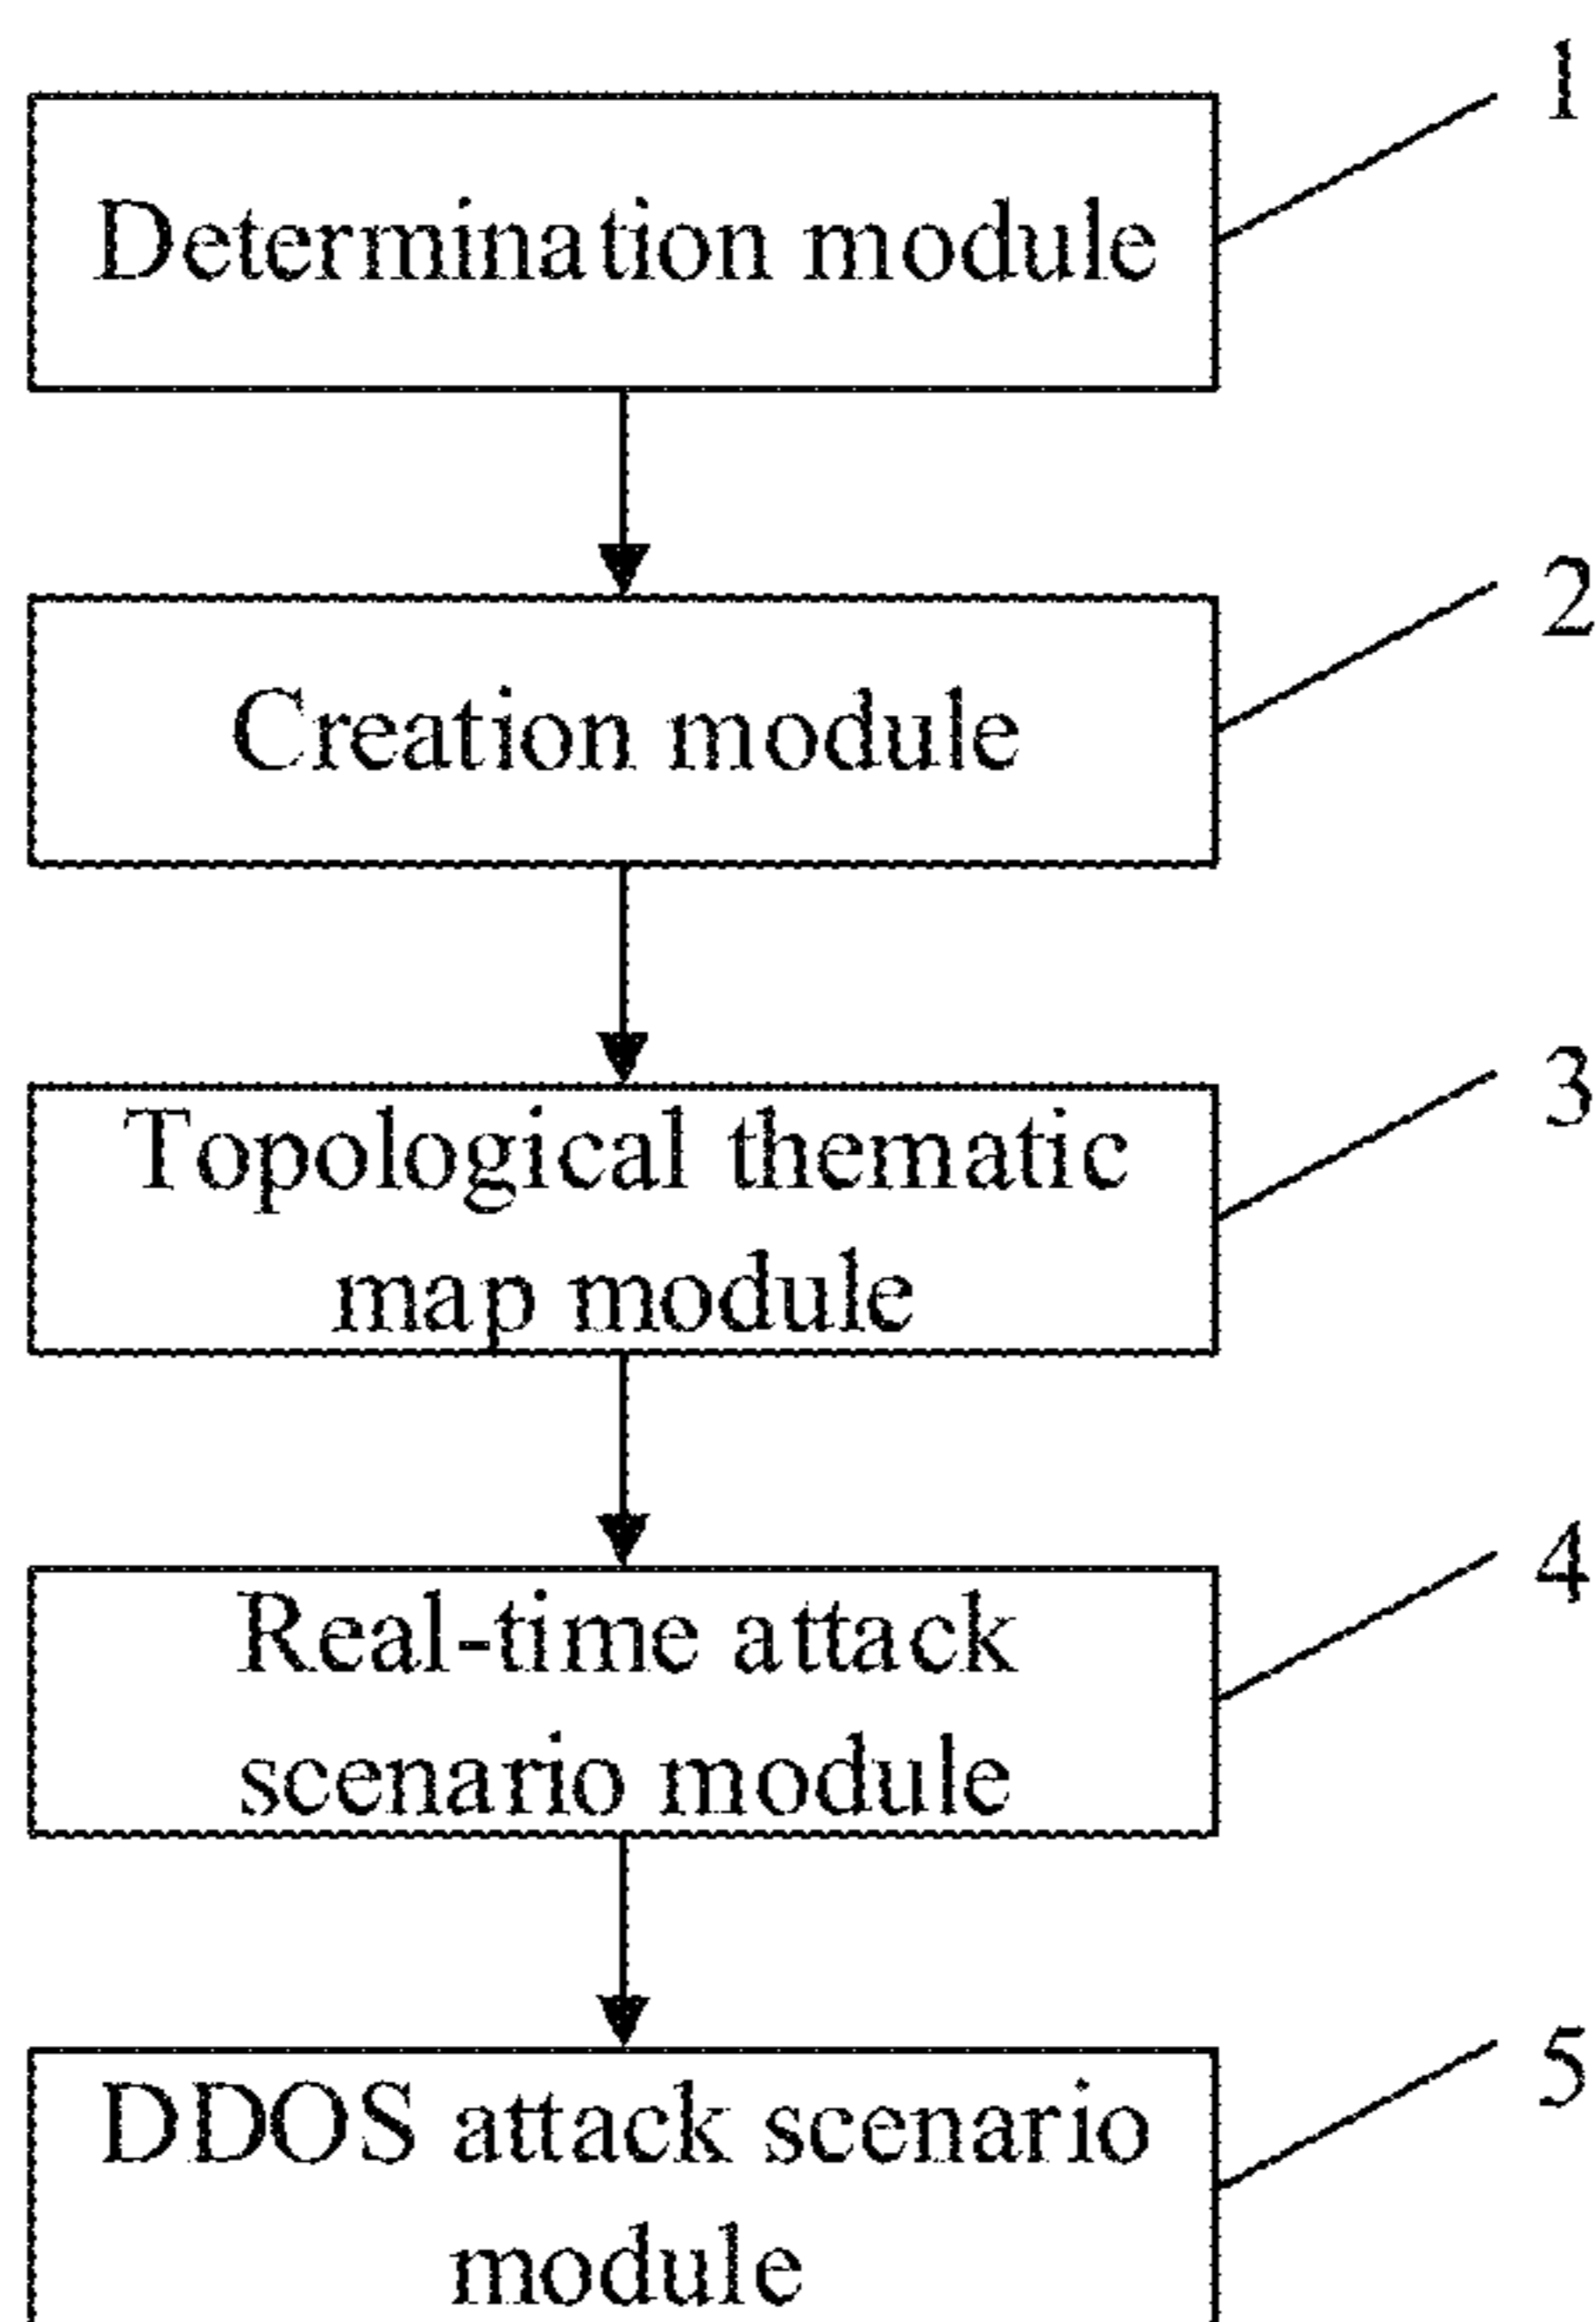 1
Determination module
2
Creation module
3
Topological thematic
map module
4
Real-time attack
scenario module
5
DDOS attack scenario
module